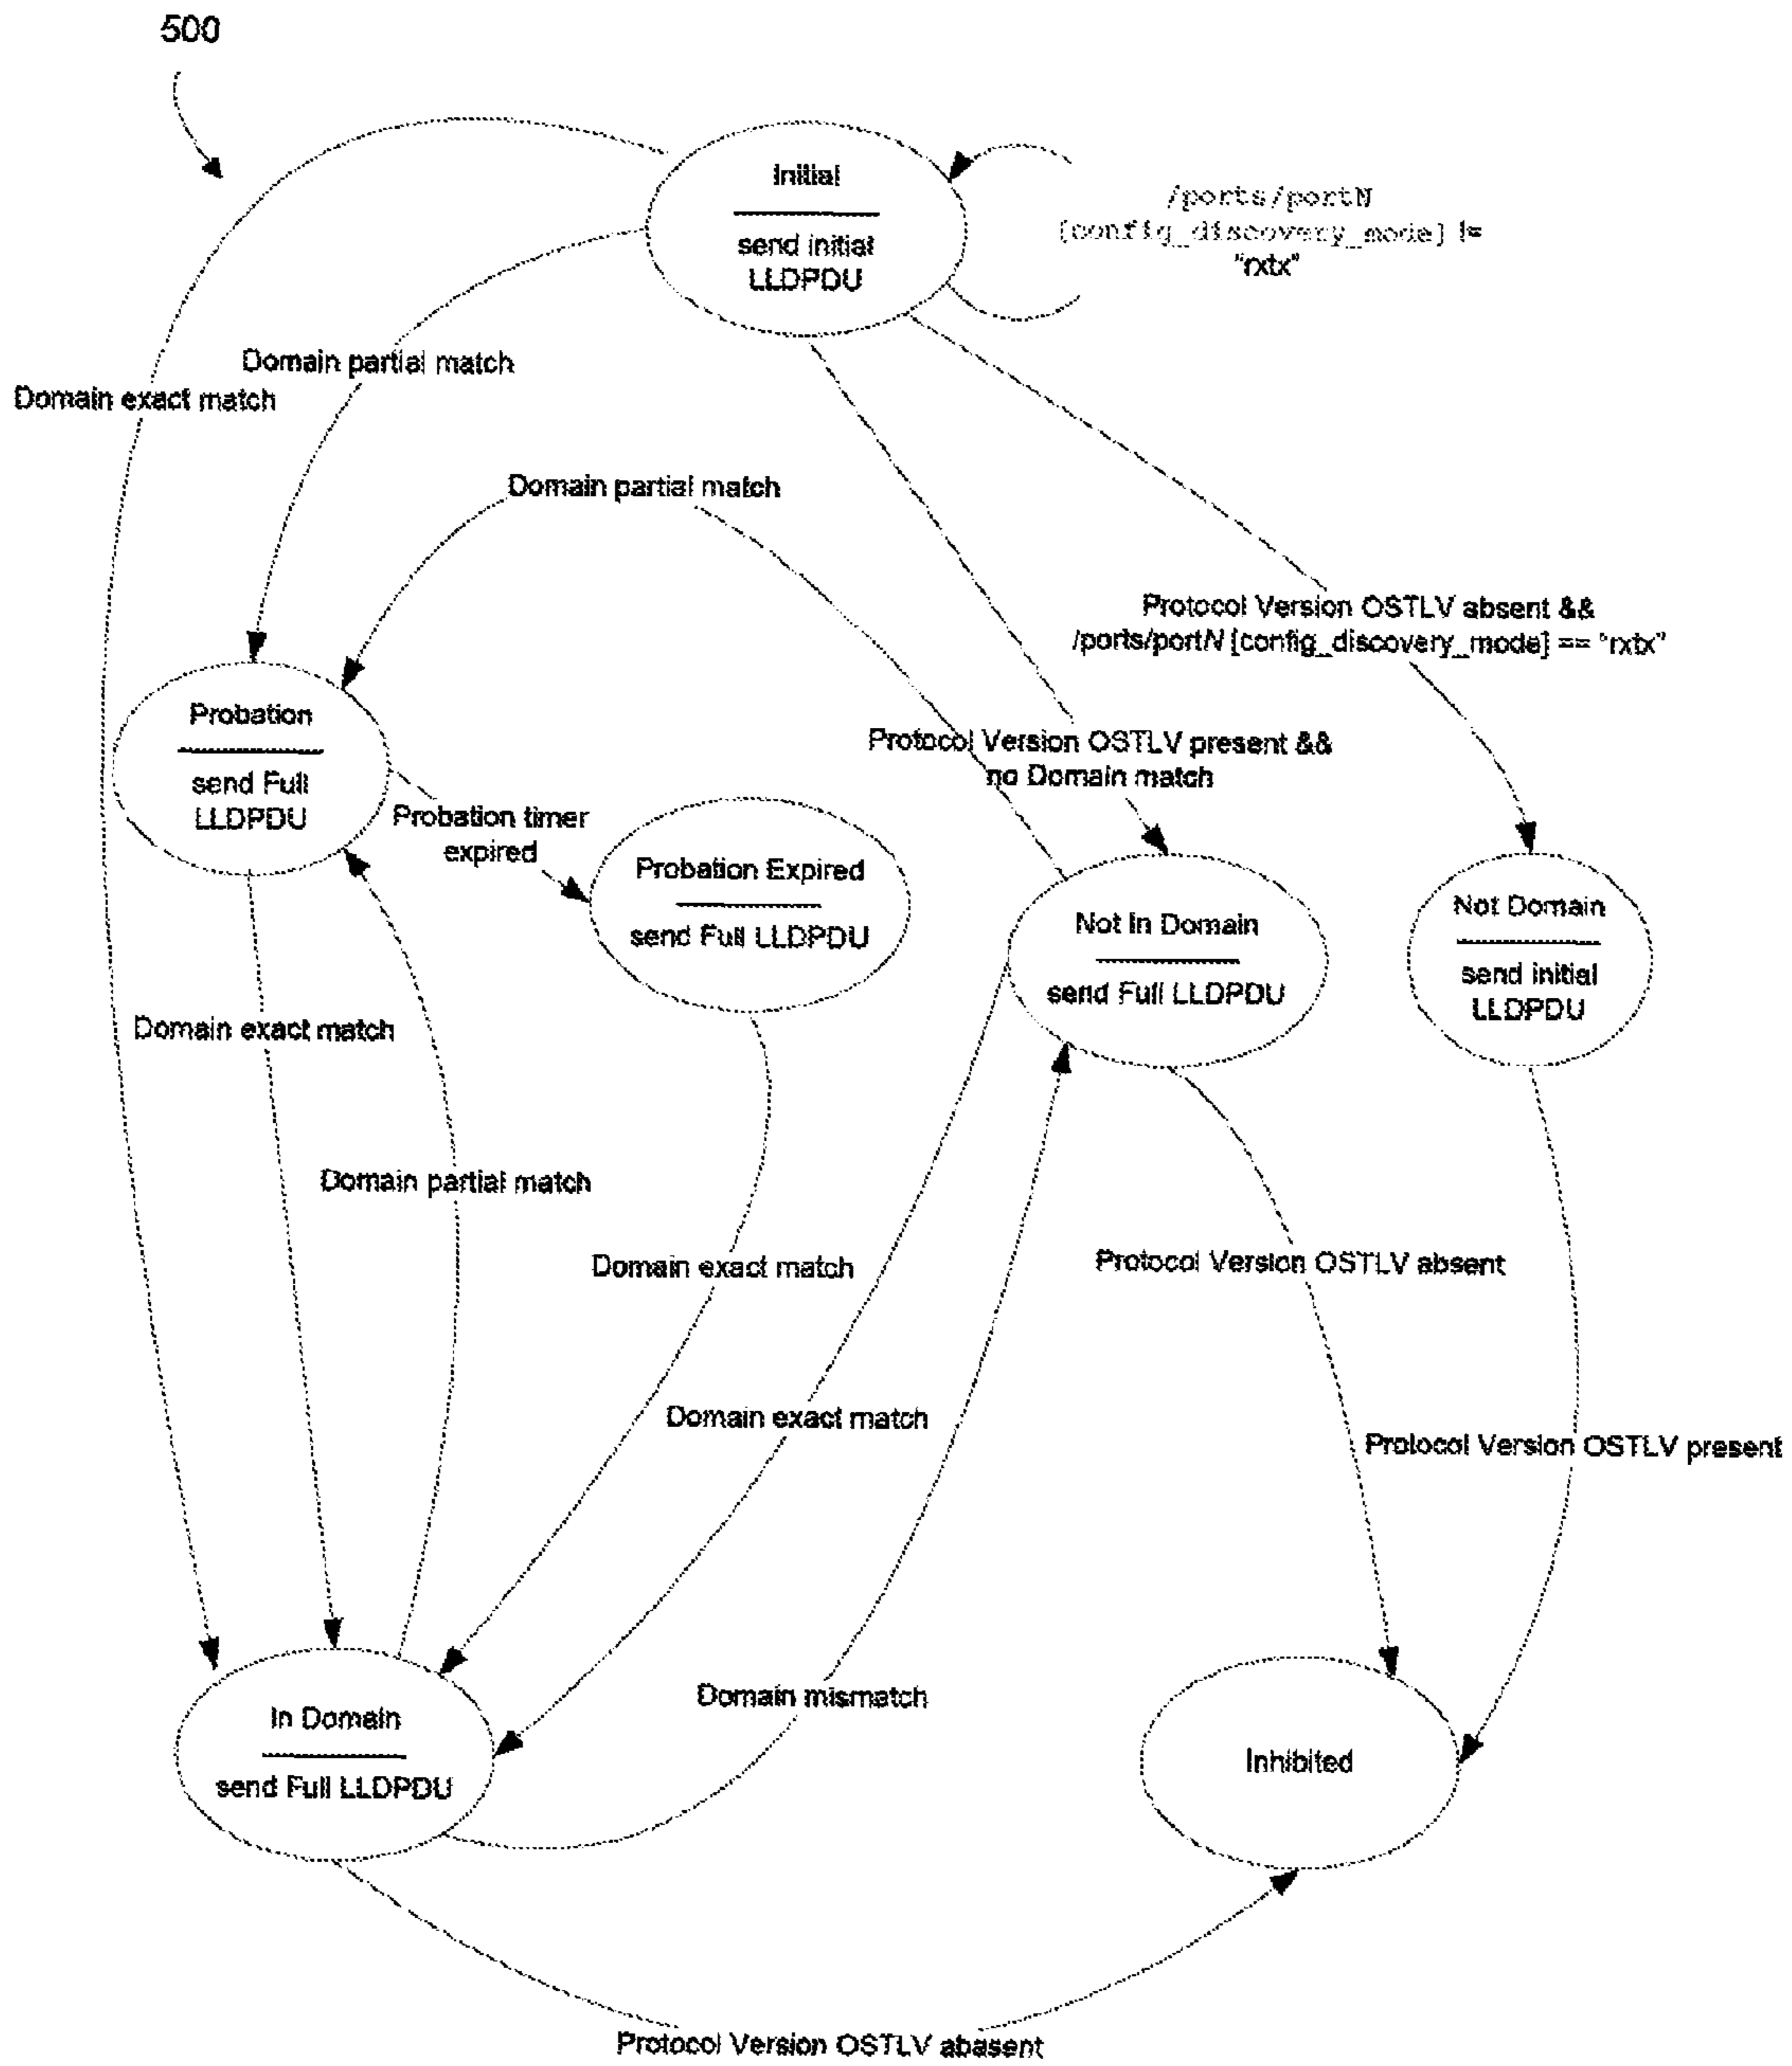 500
Initial
send initial
LLDPDU
/ports/portN
[config_discovery_mode] !=
"rxtx"
Domain partial match
Domain exact match
Domain partial match
Protocol Version OSTLV absent &&
/ports/portN [config_discovery_mode] == "rxtx"
Probation
send Full
LLDPDU
Protocol Version OSTLV present &&
no Domain match
Probation timer
expired
Probation Expired
send Full LLDPDU
Not In Domain
send Full LLDPDU
Not Domain
send initial
LLDPDU
Domain exact match
Domain partial match
Domain exact match
Protocol Version OSTLV absent
Domain exact match
Protocol Version OSTLV present
Domain mismatch
In Domain
send Full LLDPDU
Inhibited
Protocol Version OSTLV abasent